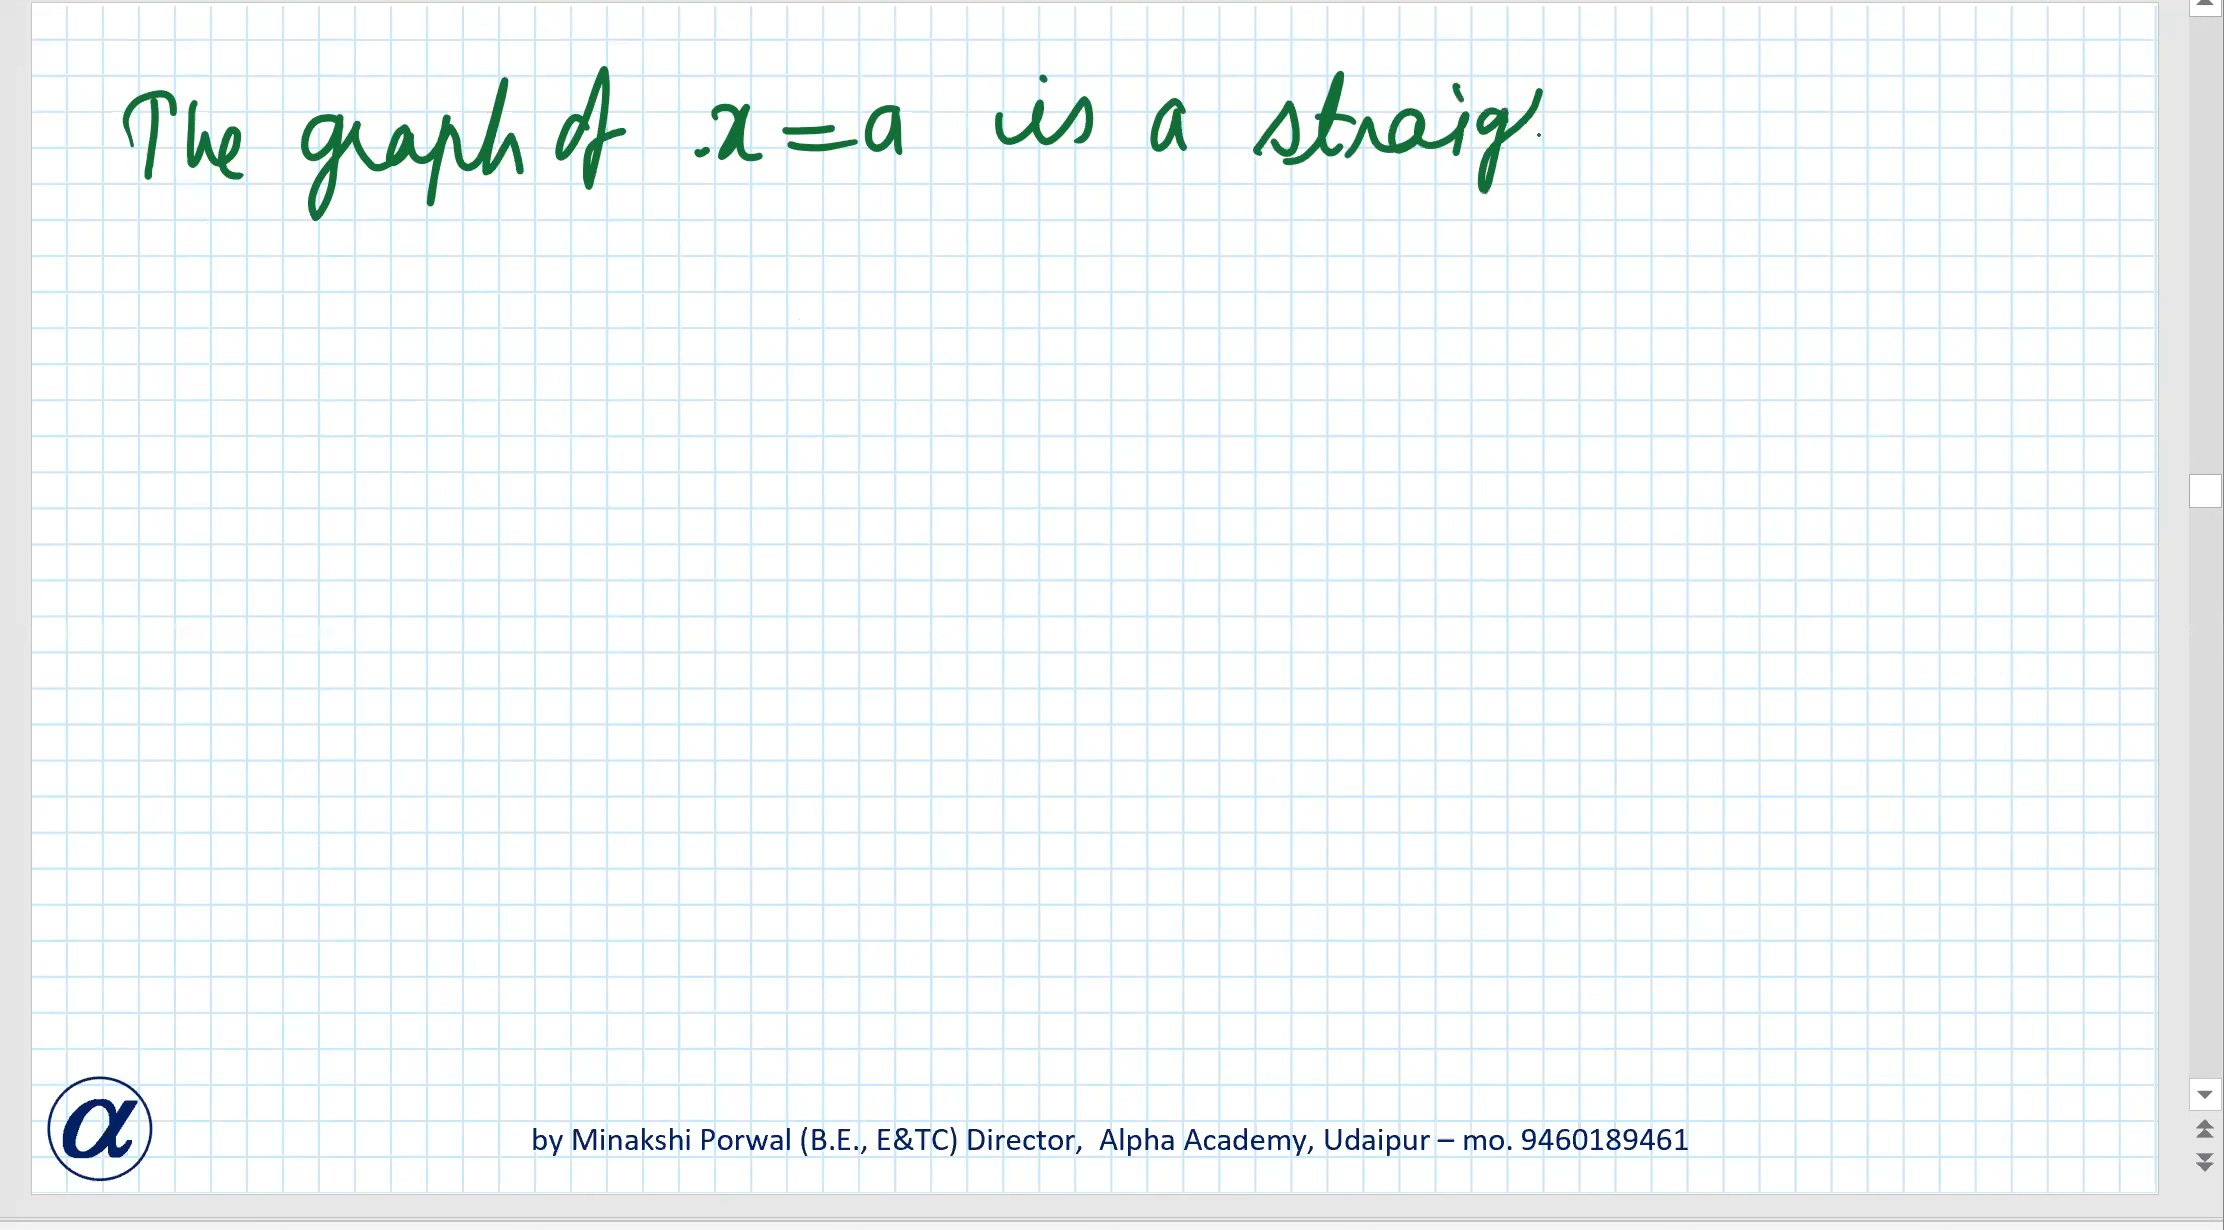 The graph of x = a is a straig
α
by Minakshi Porwal (B.E., E&TC) Director, Alpha Academy, Udaipur – mo. 9460189461